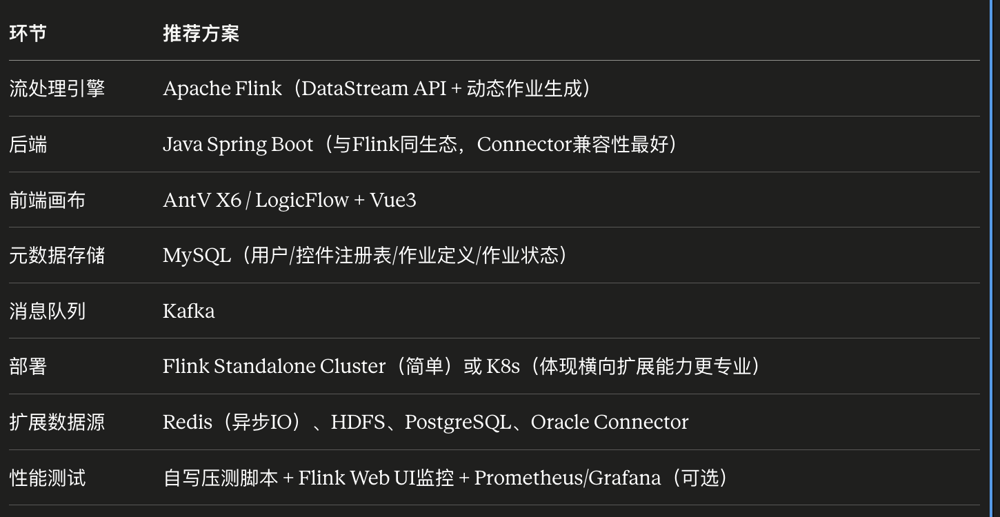 环节 推荐方案
流处理引擎 Apache Flink（DataStream API + 动态作业生成）
后端 Java Spring Boot（与Flink同生态，Connector兼容性最好）
前端画布 AntV X6 / LogicFlow + Vue3
元数据存储 MySQL（用户/控件注册表/作业定义/作业状态）
消息队列 Kafka
部署 Flink Standalone Cluster（简单）或 K8s（体现横向扩展能力更专业）
扩展数据源 Redis（异步IO）、HDFS、PostgreSQL、Oracle Connector
性能测试 自写压测脚本 + Flink Web UI监控 + Prometheus/Grafana（可选）